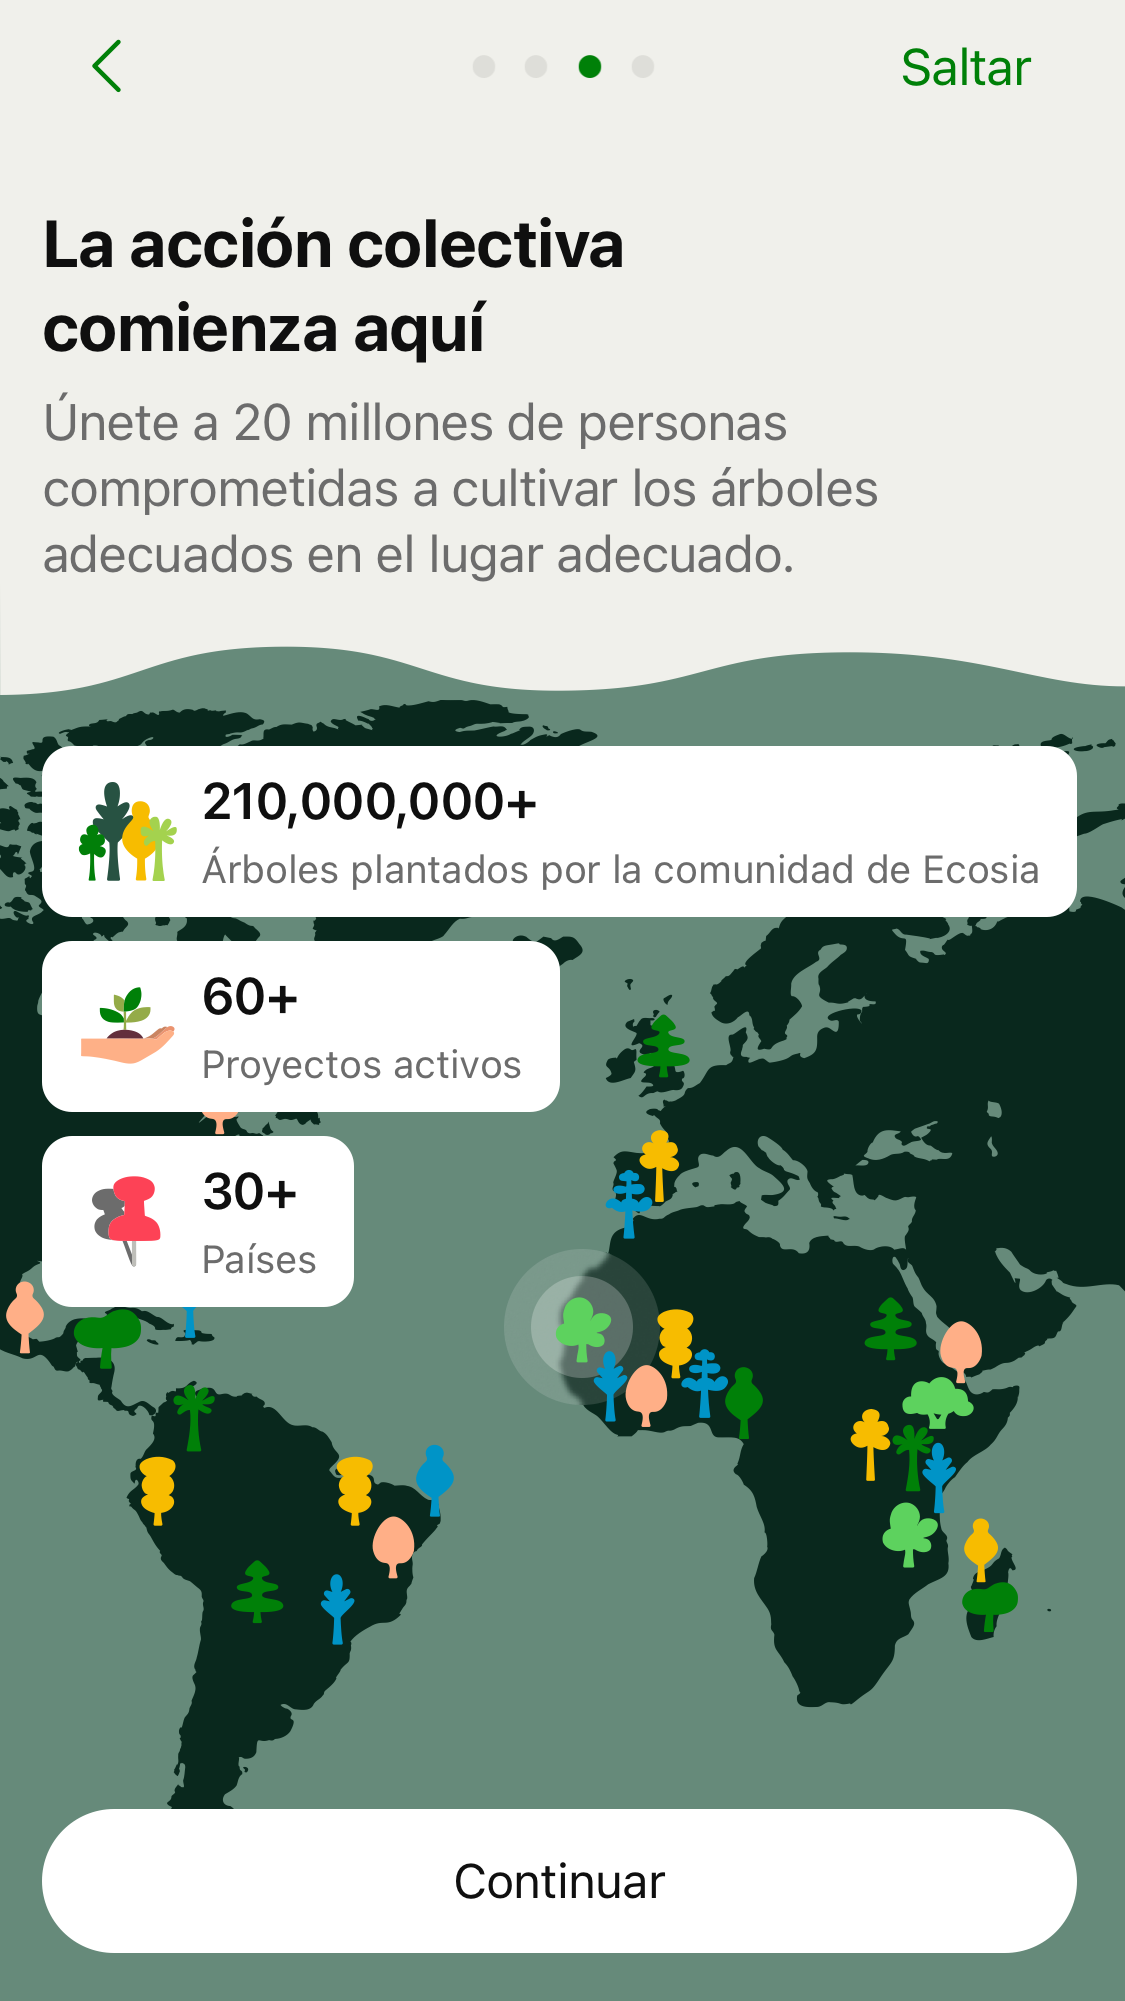 Saltar
La acción colectiva
comienza aquí
Únete a 20 millones de personas
comprometidas a cultivar los árboles
adecuados en el lugar adecuado.
210,000,000+
Árboles plantados por la comunidad de Ecosia
60+
Proyectos activos
30+
Países
Continuar